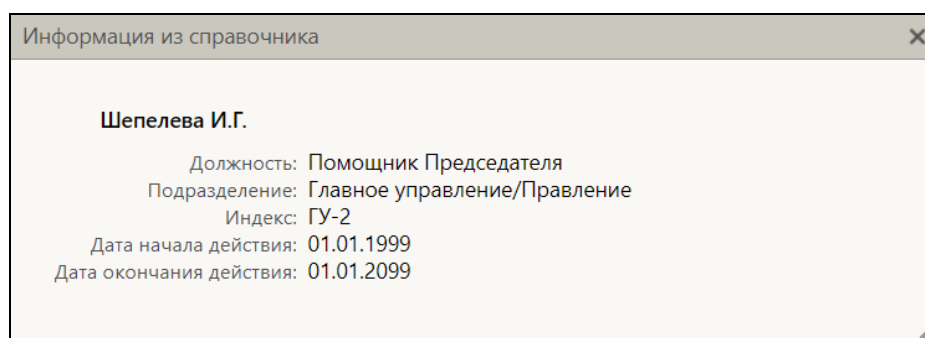 Информация из справочника
Шепелева И.Г.
Должность: Помощник Председателя
Подразделение: Главное управление/Правление
Индекс: ГУ-2
Дата начала действия: 01.01.1999
Дата окончания действия: 01.01.2099